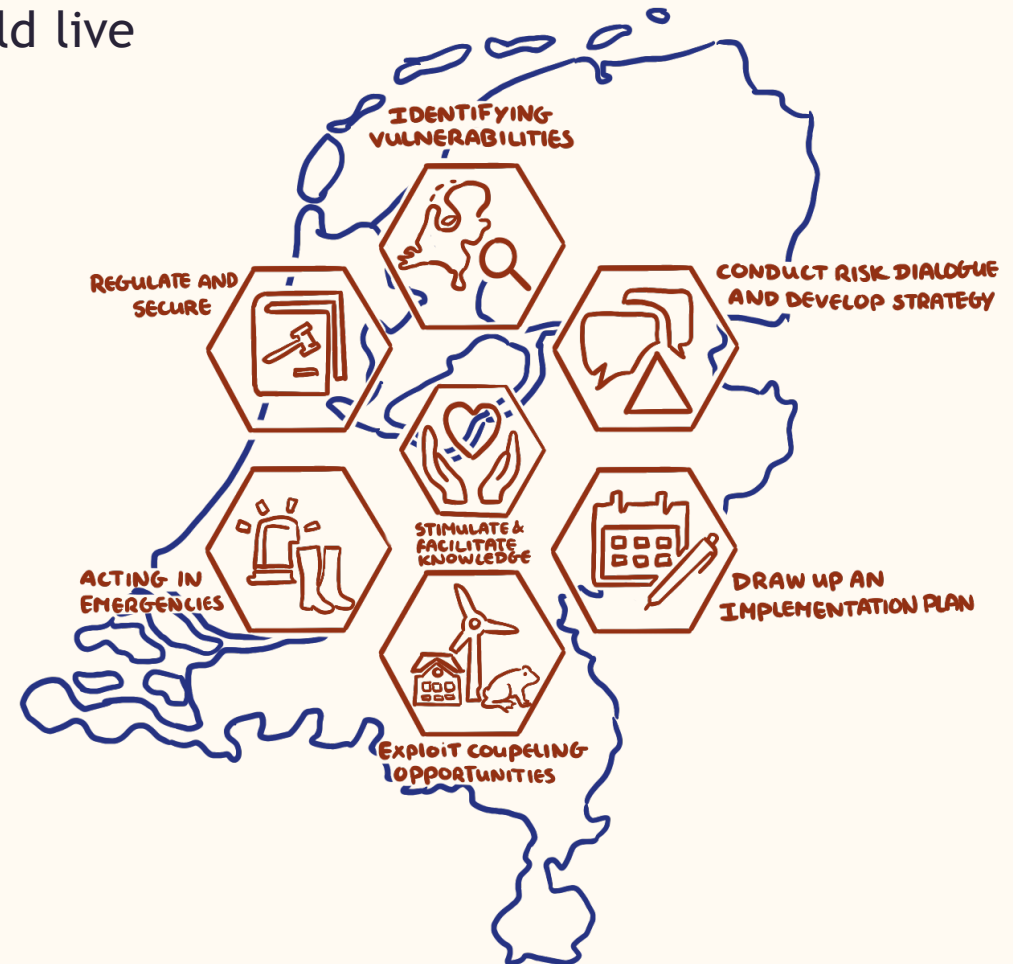 ld live
IDENTIFYING
VULNERABILITIES
REGULATE AND
SECURE
CONDUCT RISK DIALOGUE
AND DEVELOP STRATEGY
STIMULATE &
FACILITATE
KNOWLEDGE
ACTING IN
EMERGENCIES
DRAW UP AN
IMPLEMENTATION PLAN
EXPLOIT COUPELING
OPPORTUNITIES